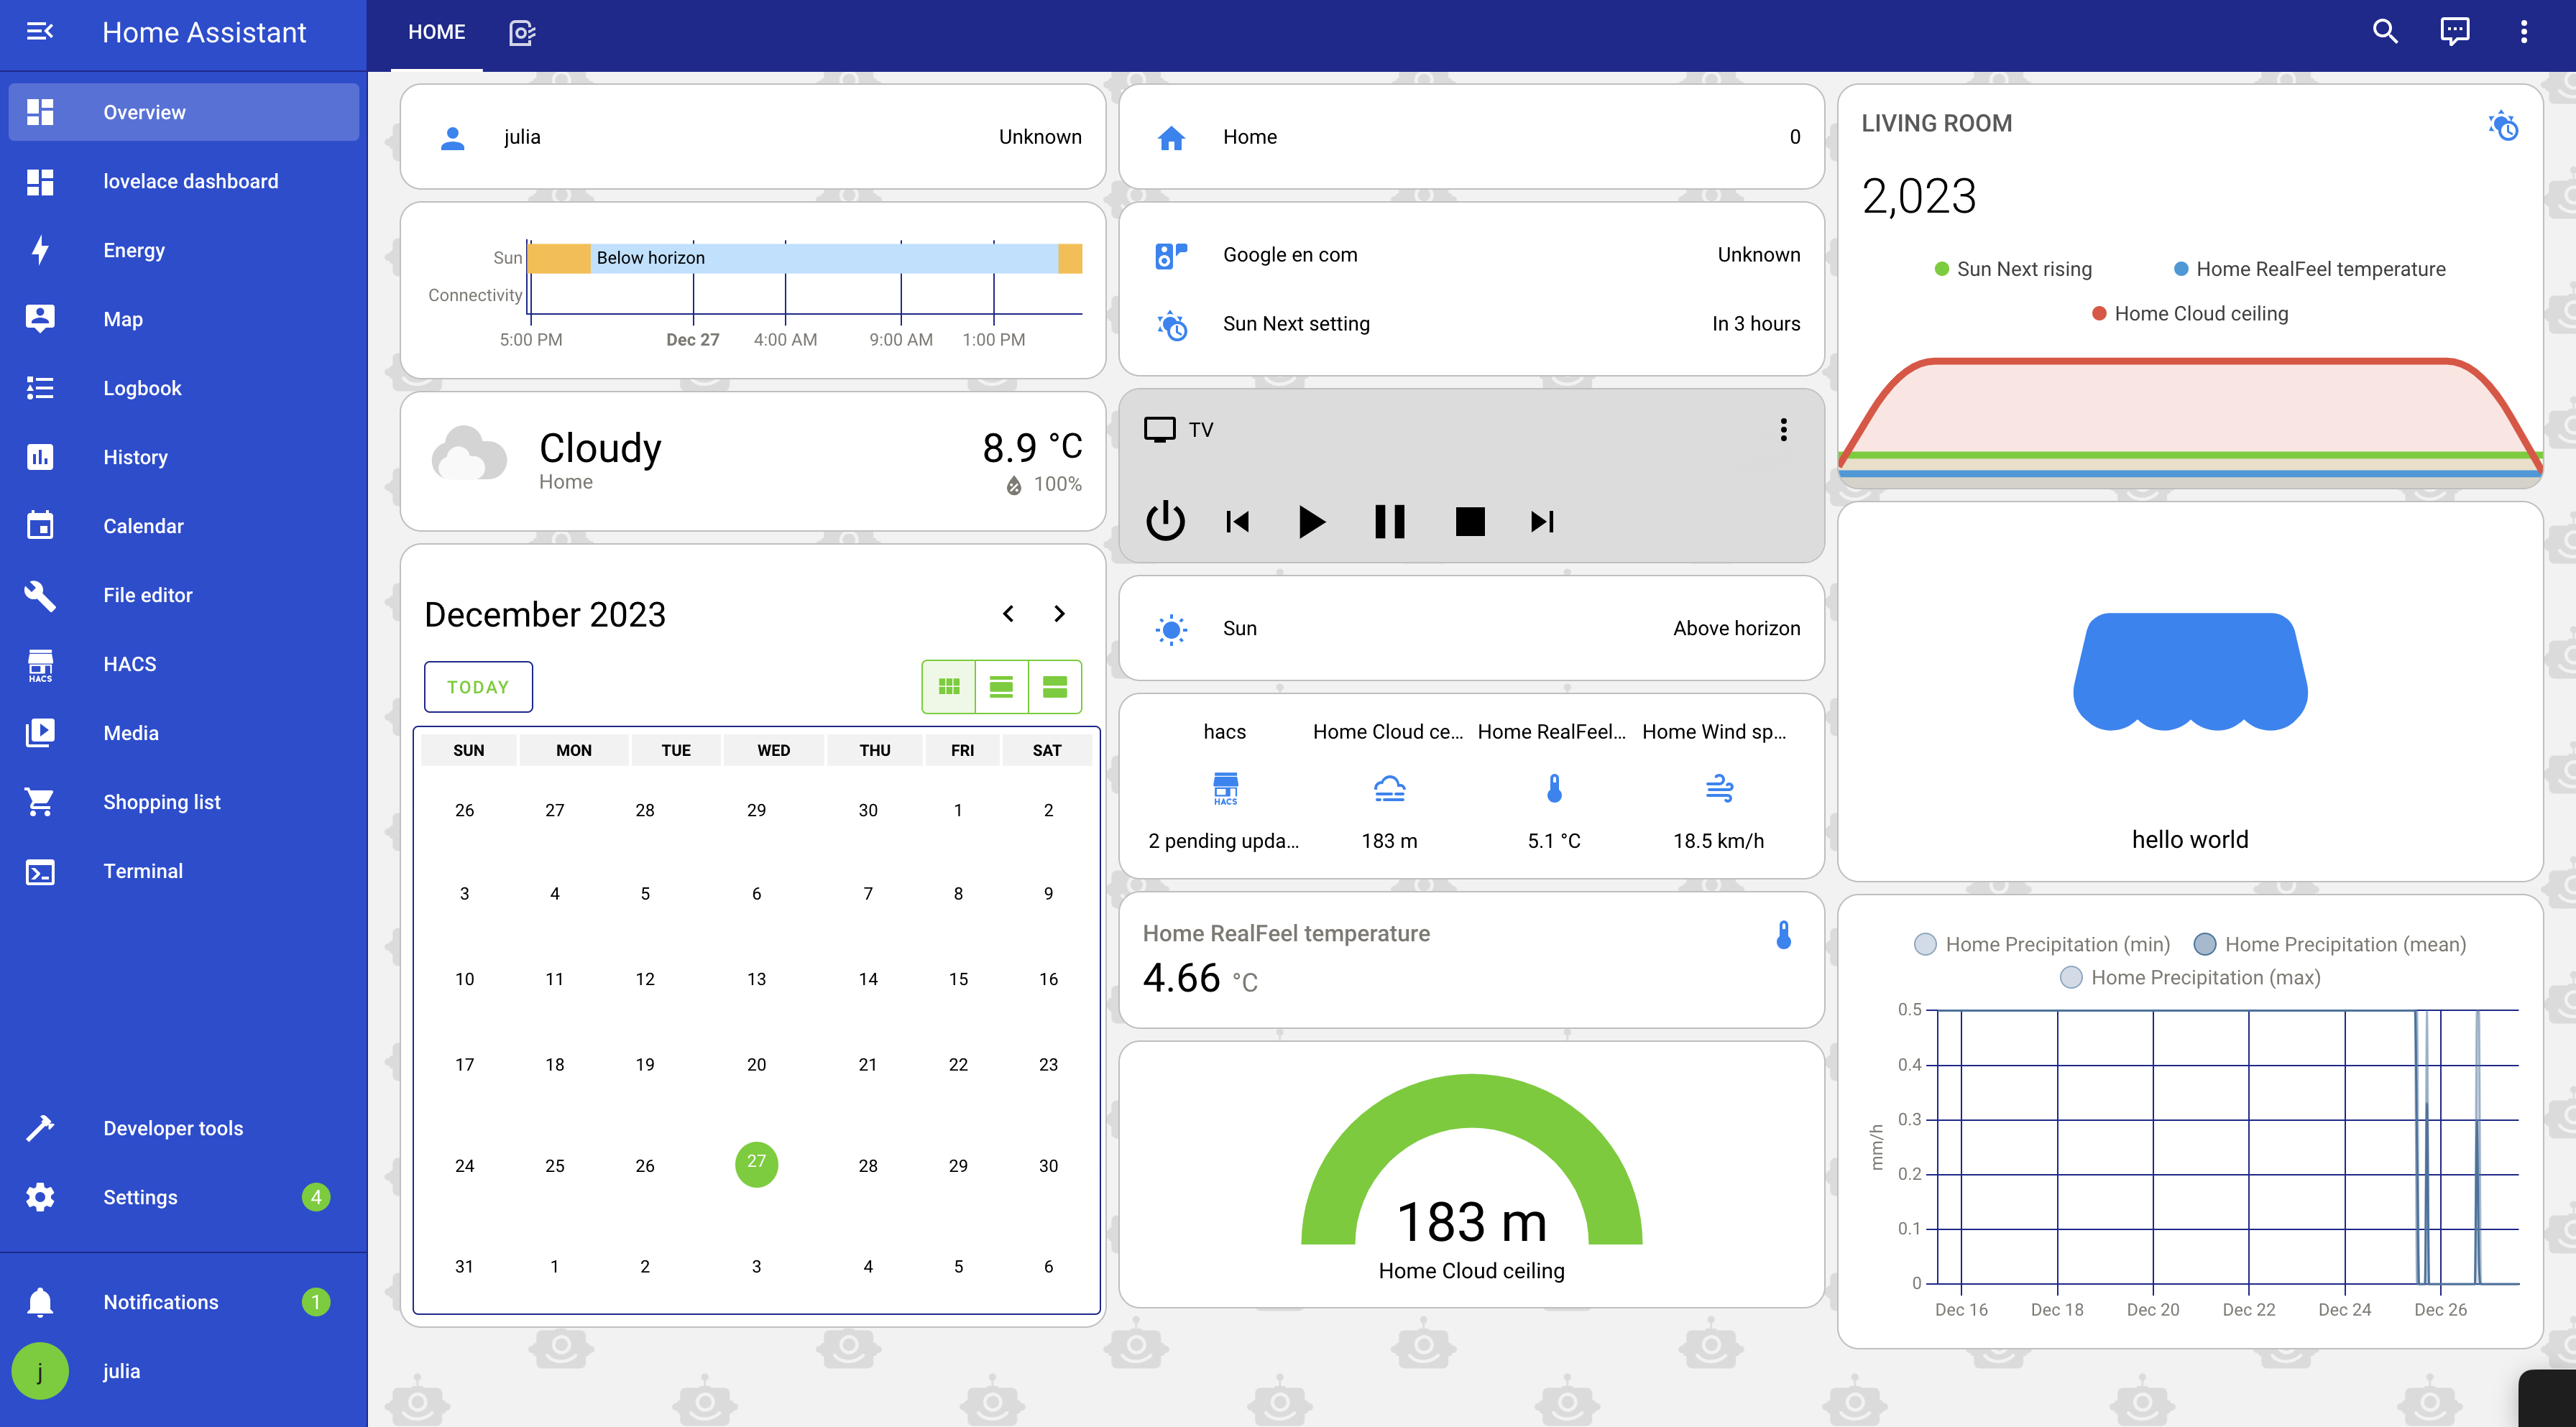 Home Assistant
HOME
Overview
lovelace dashboard
Energy
Map
Logbook
History
Calendar
File editor
HACS
HACS
Media
Shopping list
Terminal
Developer tools
Settings 4
Notifications 1
j julia
julia Unknown
Sun Below horizon
Connectivity
5:00 PM Dec 27 4:00 AM 9:00 AM 1:00 PM
Cloudy 8.9 °C
Home 100%
December 2023
TODAY
SUN MON TUE WED THU FRI SAT
26 27 28 29 30 1 2
3 4 5 6 7 8 9
10 11 12 13 14 15 16
17 18 19 20 21 22 23
24 25 26 27 28 29 30
31 1 2 3 4 5 6
Home 0
Google en com Unknown
Sun Next setting In 3 hours
TV
Sun Above horizon
hacs Home Cloud ce... Home RealFeel... Home Wind sp...
HACS
2 pending upda... 183 m 5.1 °C 18.5 km/h
Home RealFeel temperature
4.66 °C
183 m
Home Cloud ceiling
LIVING ROOM
2,023
Sun Next rising Home RealFeel temperature
Home Cloud ceiling
hello world
Home Precipitation (min) Home Precipitation (mean)
Home Precipitation (max)
mm/h
0.5
0.4
0.3
0.2
0.1
0
Dec 16 Dec 18 Dec 20 Dec 22 Dec 24 Dec 26